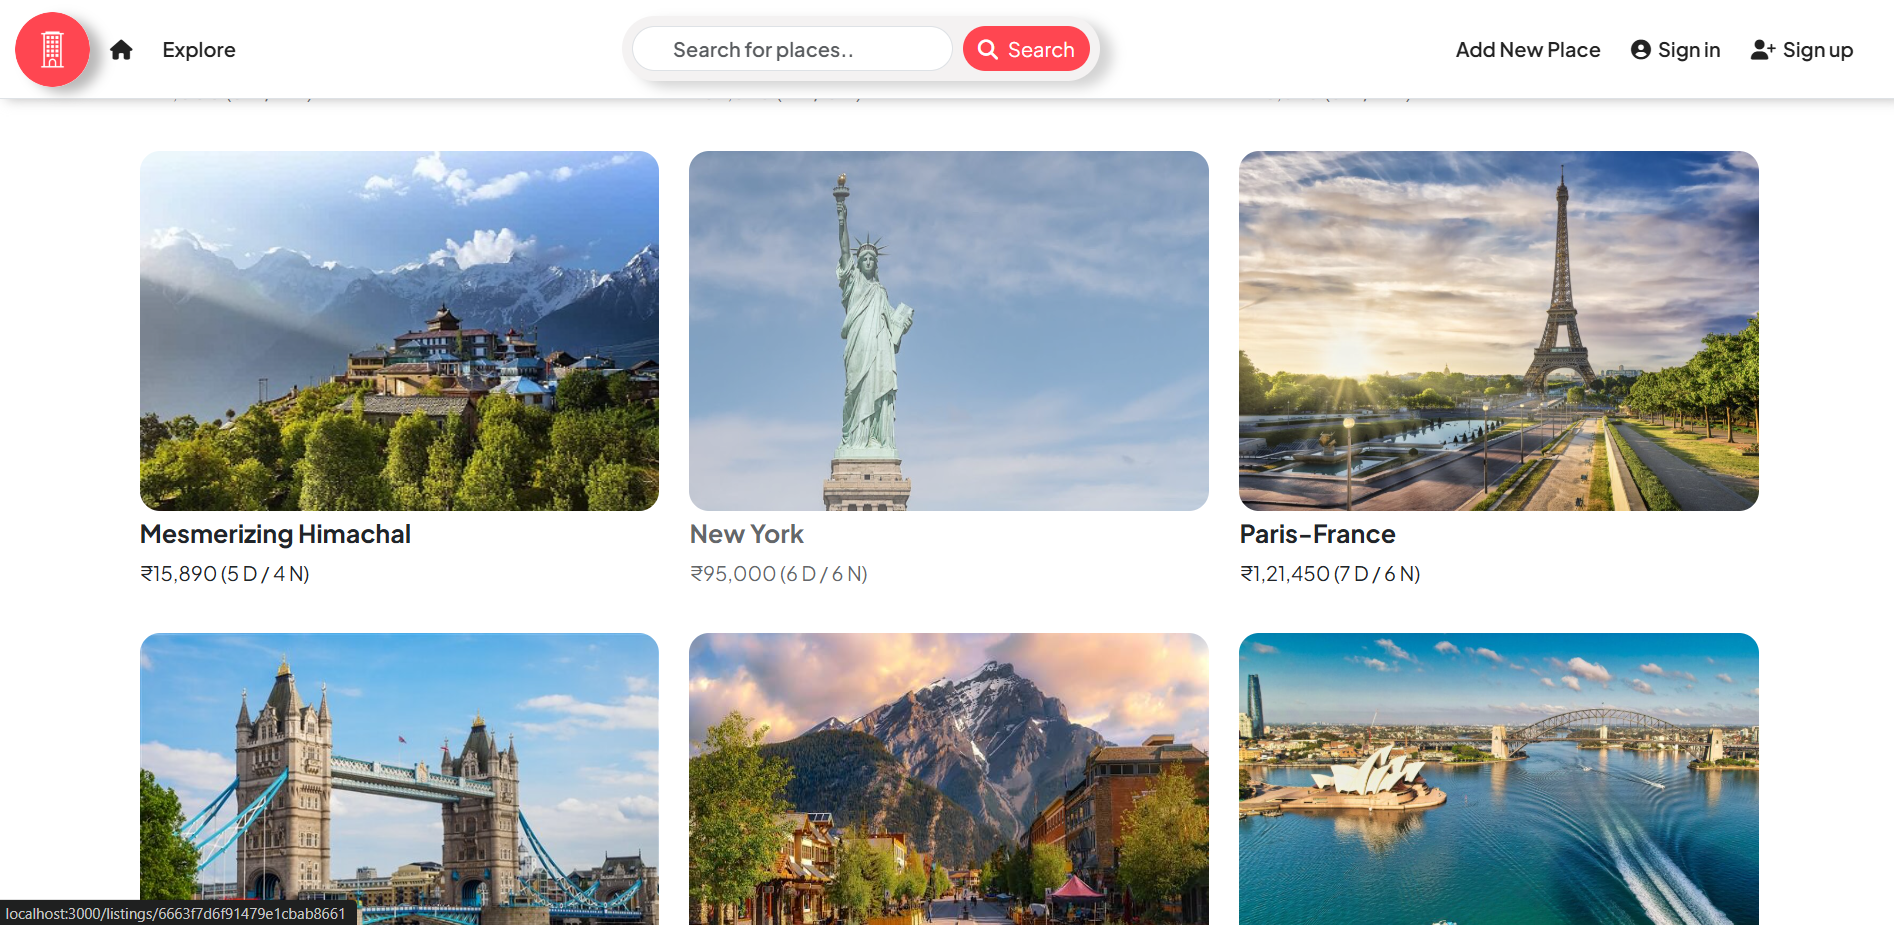 Explore
Search for places..
Search
Add New Place
Sign in
Sign up
Mesmerizing Himachal
₹15,890 (5 D / 4 N)
New York
₹95,000 (6 D / 6 N)
Paris-France
₹1,21,450 (7 D / 6 N)
localhost:3000/listings/6663f7d6f91479e1cbab8661